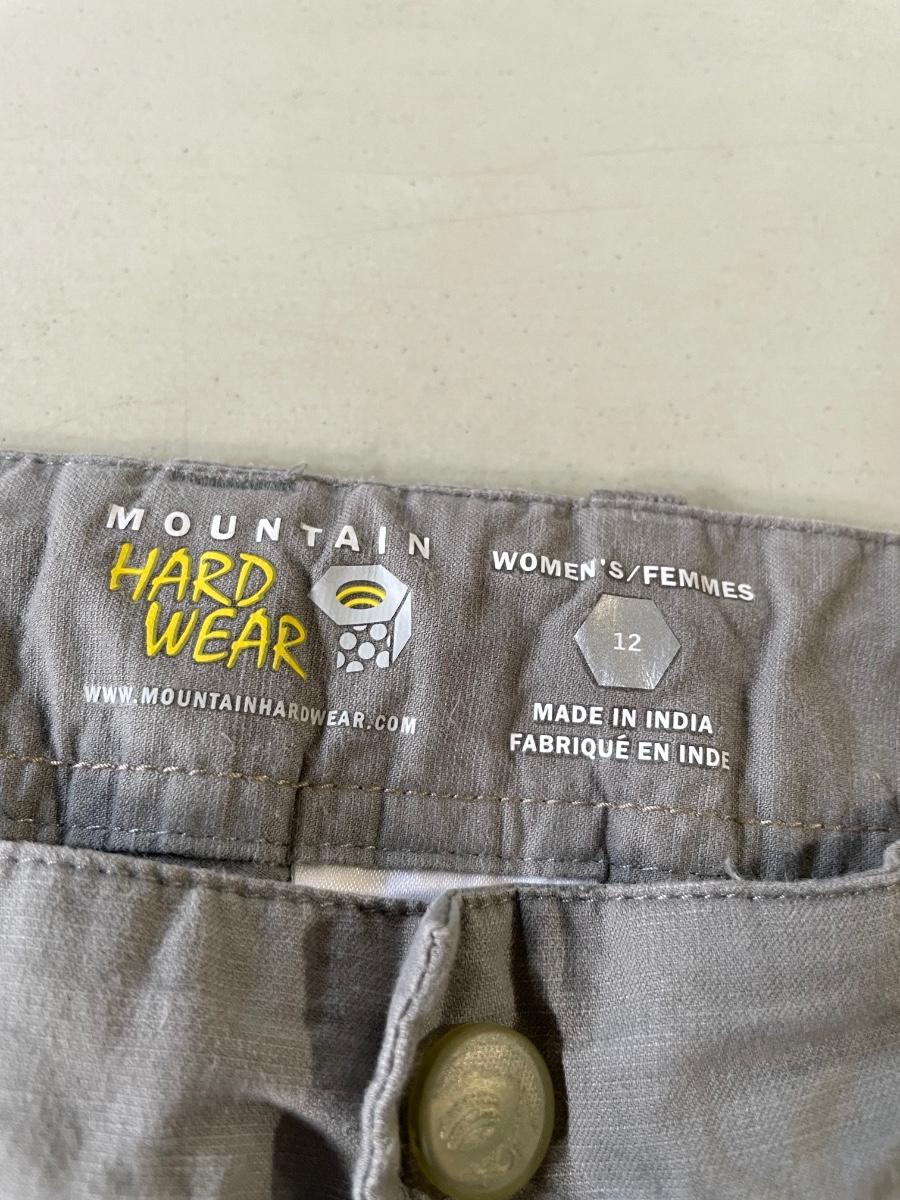 MOUNTAIN
HARD
WEAR
WWW.MOUNTAINHARDWEAR.COM
WOMEN'S/FEMMES
12
MADE IN INDIA
FABRIQUÉ EN INDE